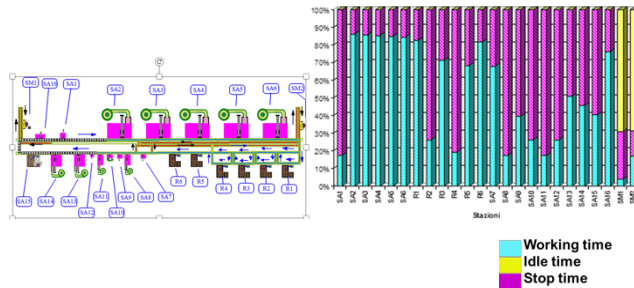 SM1
SA16
SA1
SA2
SA3
SA4
SA5
SA6
SM2
SA15
SA14
SA13
SA12
SA11
SA10
SA9
SA8
SA7
R6
R5
R4
R3
R2
R1
100%
90%
80%
70%
60%
50%
40%
30%
20%
10%
0%
SA1 SA2 SA3 SA4 SA5 SA6 R1 R2 R3 R4 R5 R6 SA7 SA8 SA9 SA10 SA11 SA12 SA13 SA14 SA15 SA16 SM1 SM2
Stazioni
Working time
Idle time
Stop time